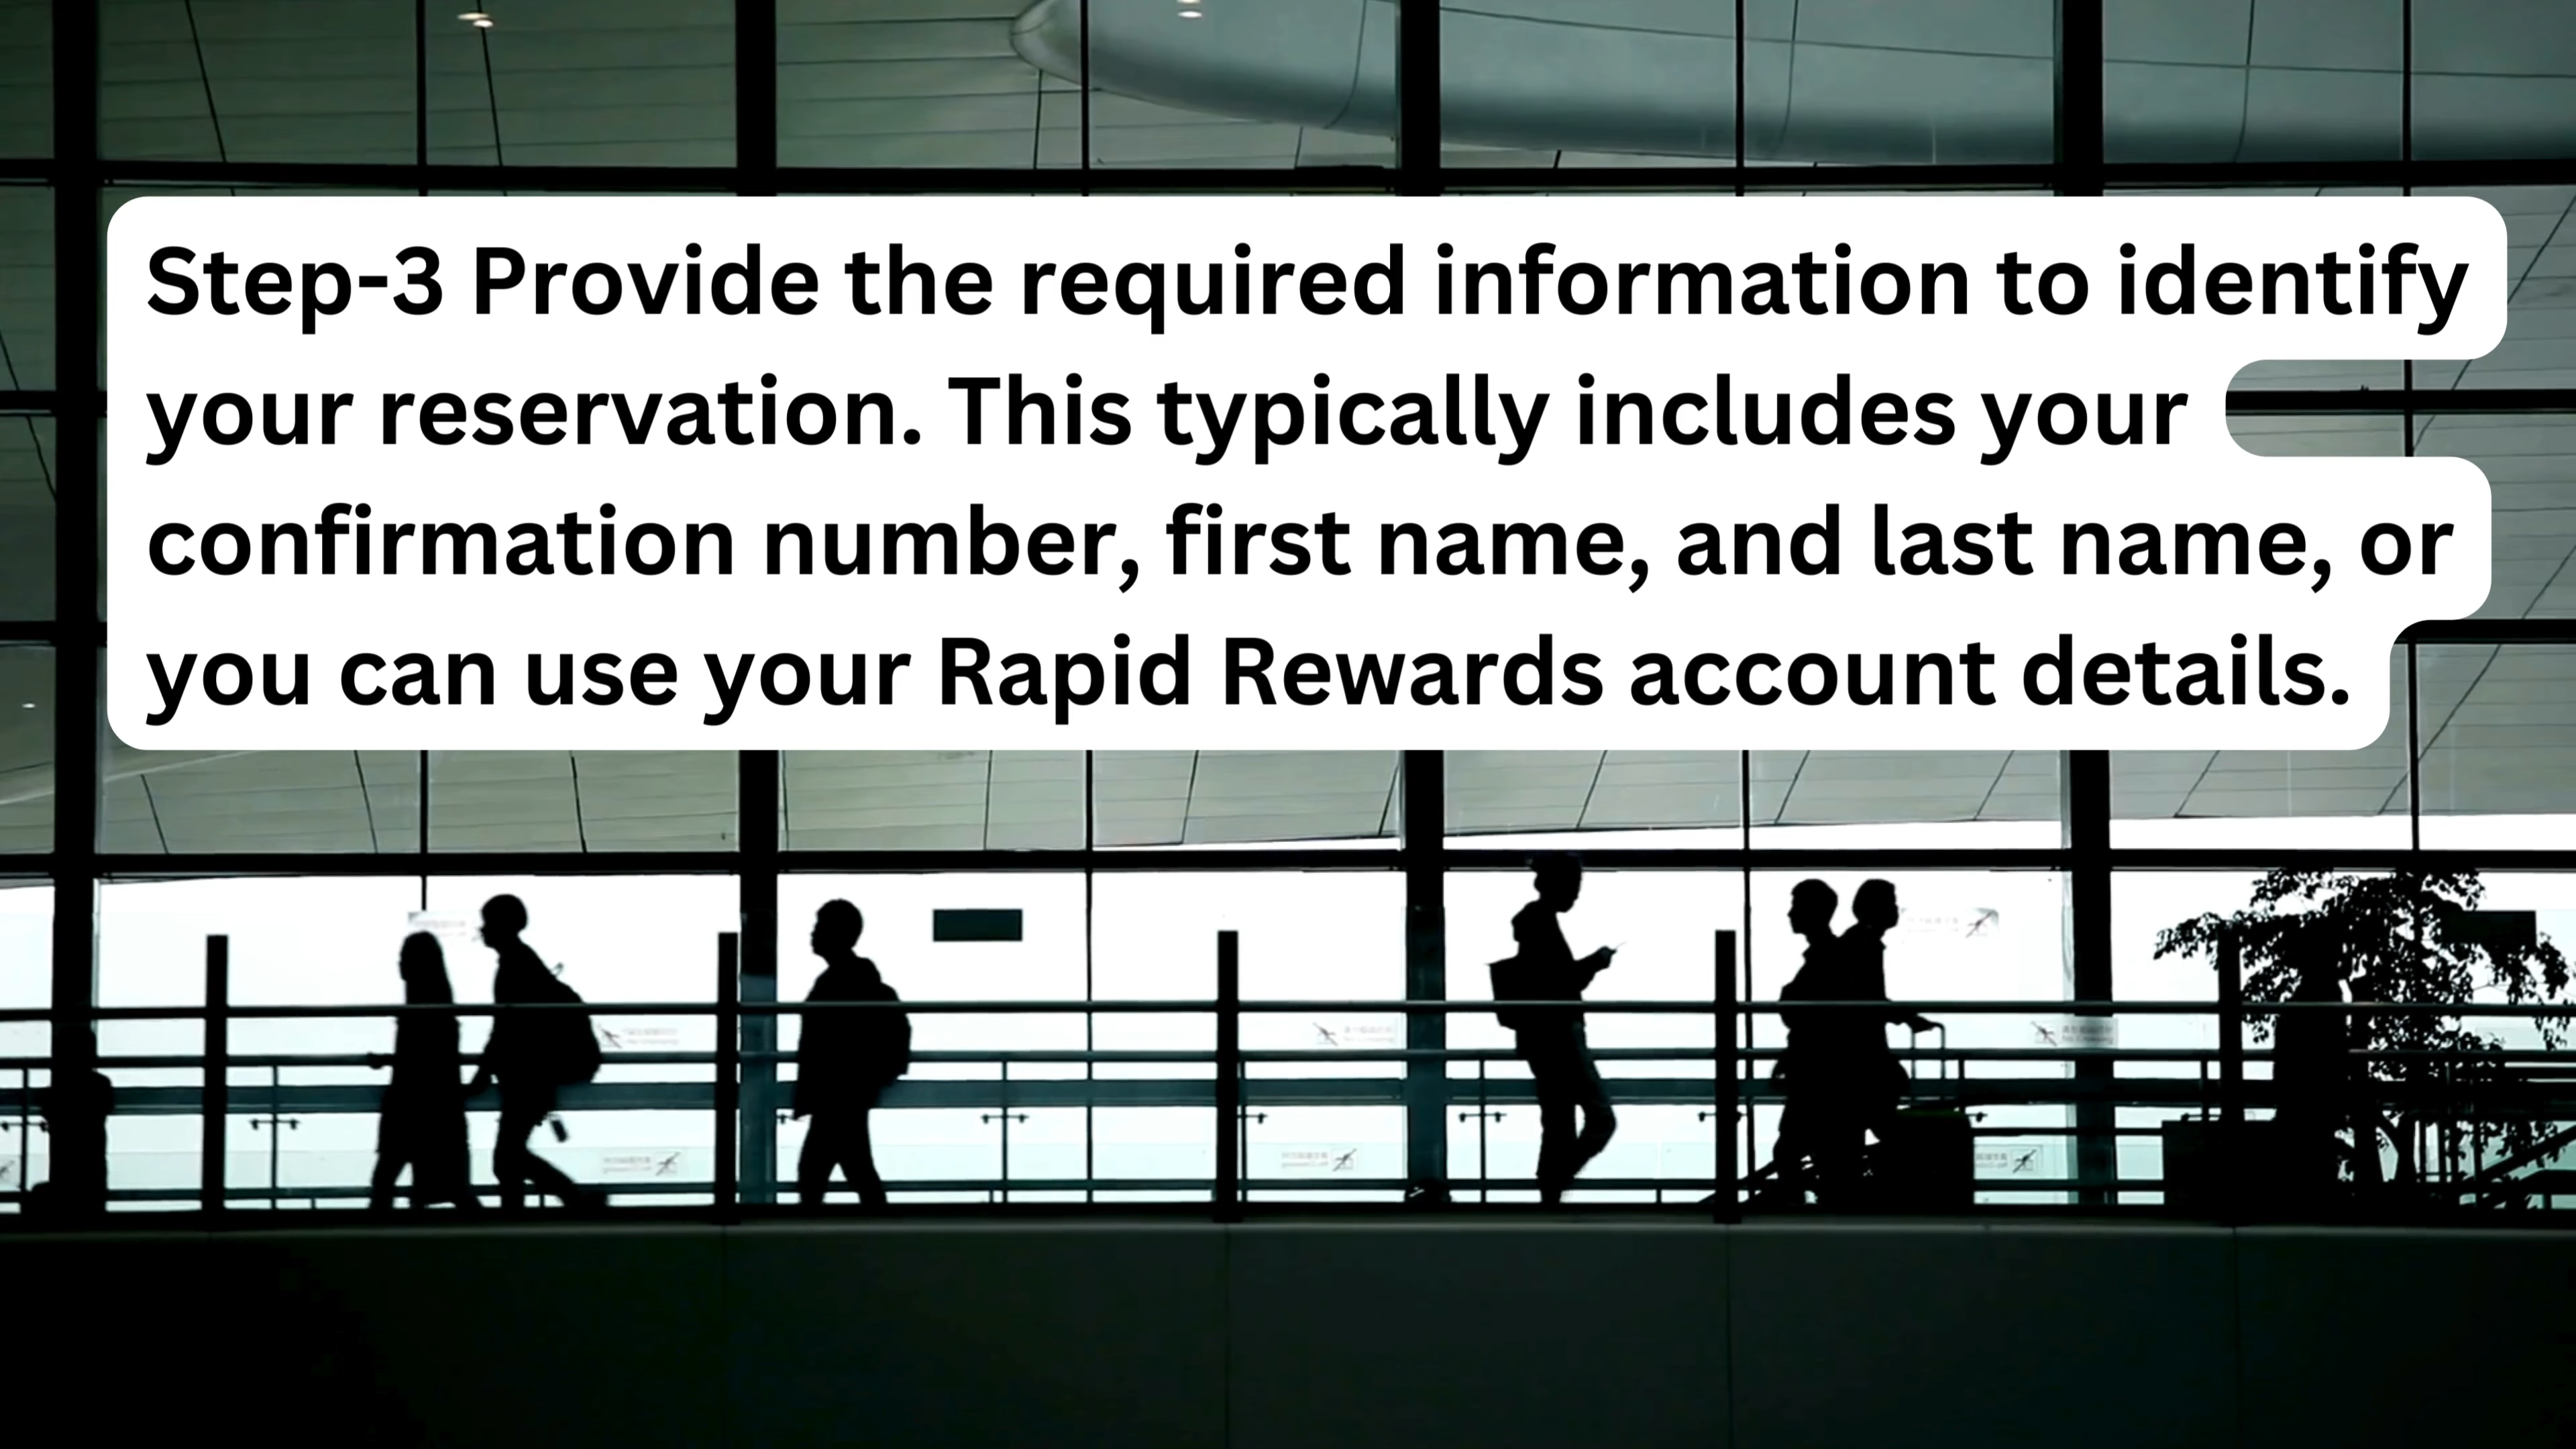 Step-3 Provide the required information to identify
your reservation. This typically includes your
confirmation number, first name, and last name, or
you can use your Rapid Rewards account details.